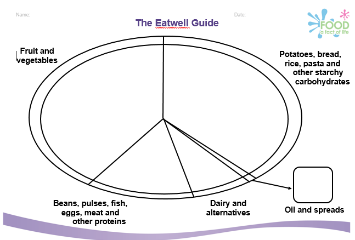 Name:
Date:
The Eatwell Guide
FOOD
a fact of life
Fruit and
vegetables
Potatoes, bread,
rice, pasta and
other starchy
carbohydrates
Beans, pulses, fish,
eggs, meat and
other proteins
Dairy and
alternatives
Oil and spreads